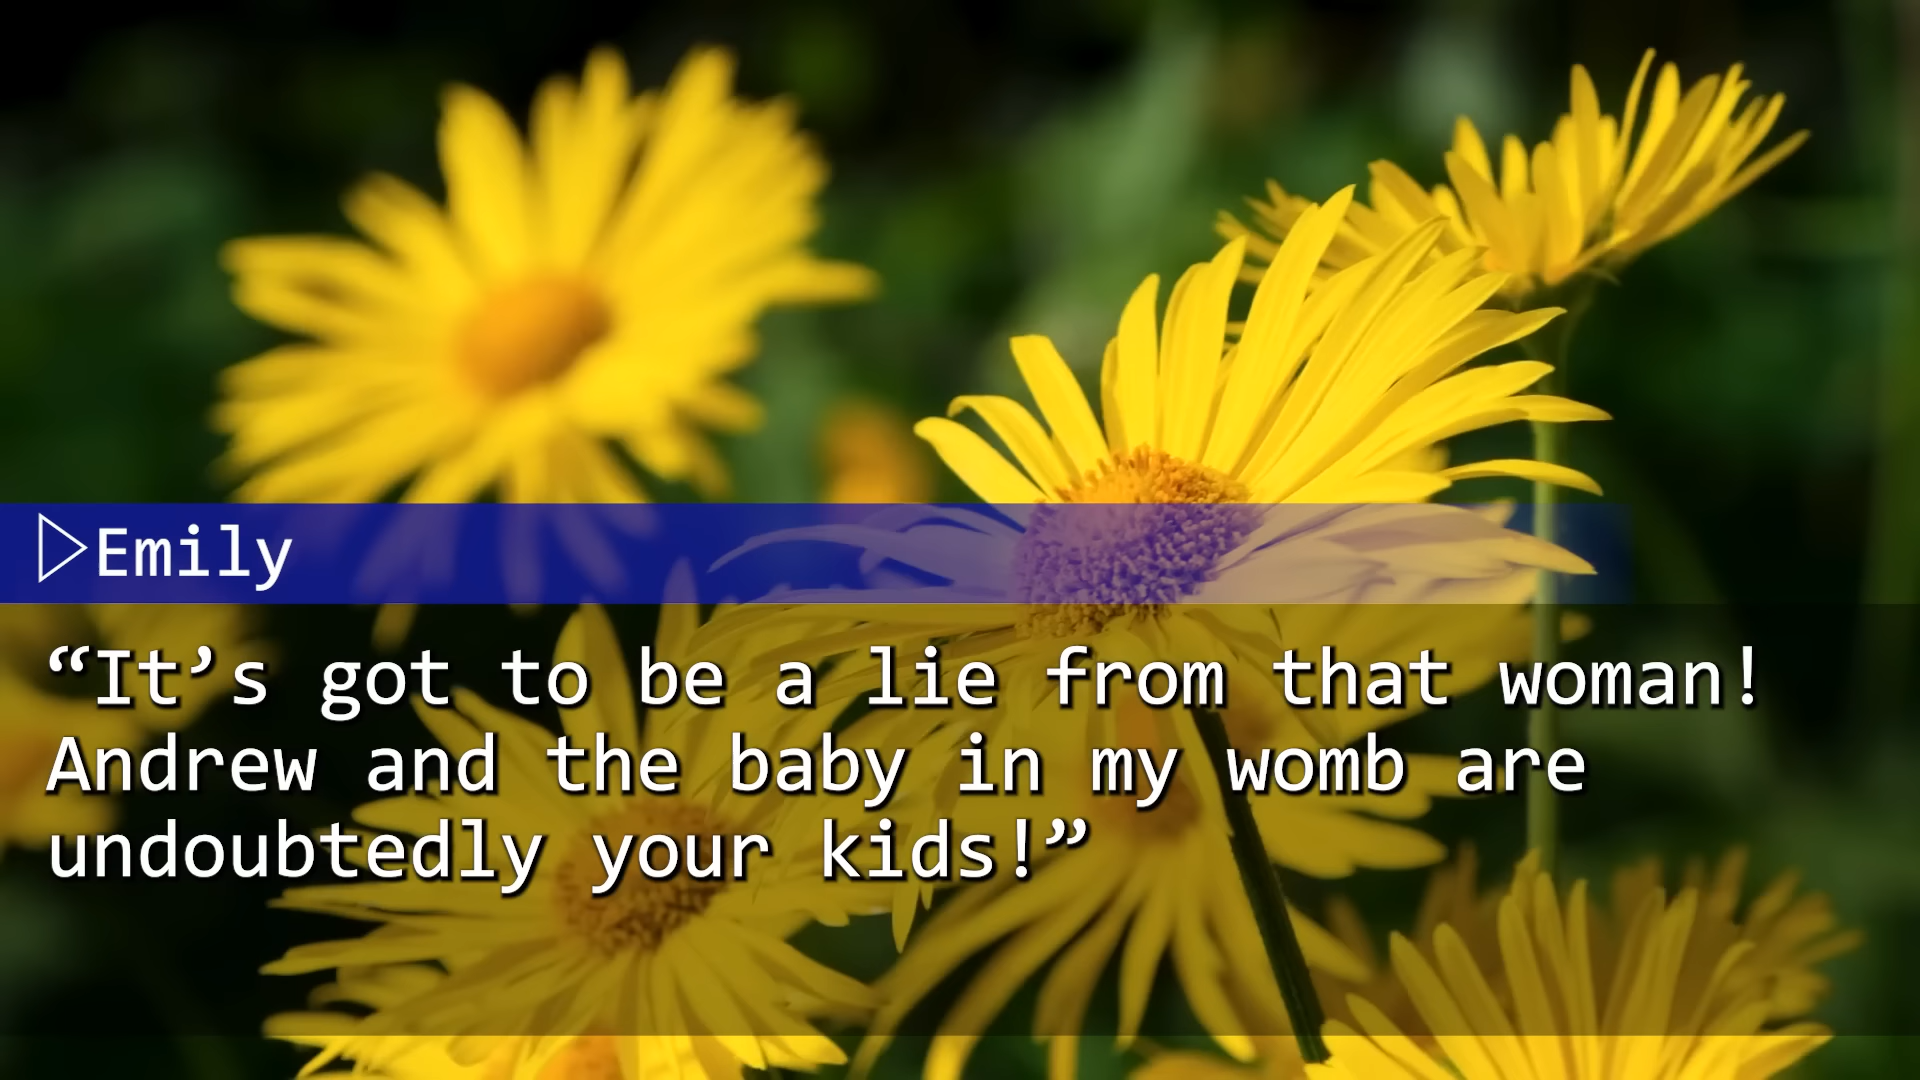 ▷Emily
“It’s got to be a lie from that woman!
Andrew and the baby in my womb are
undoubtedly your kids!”